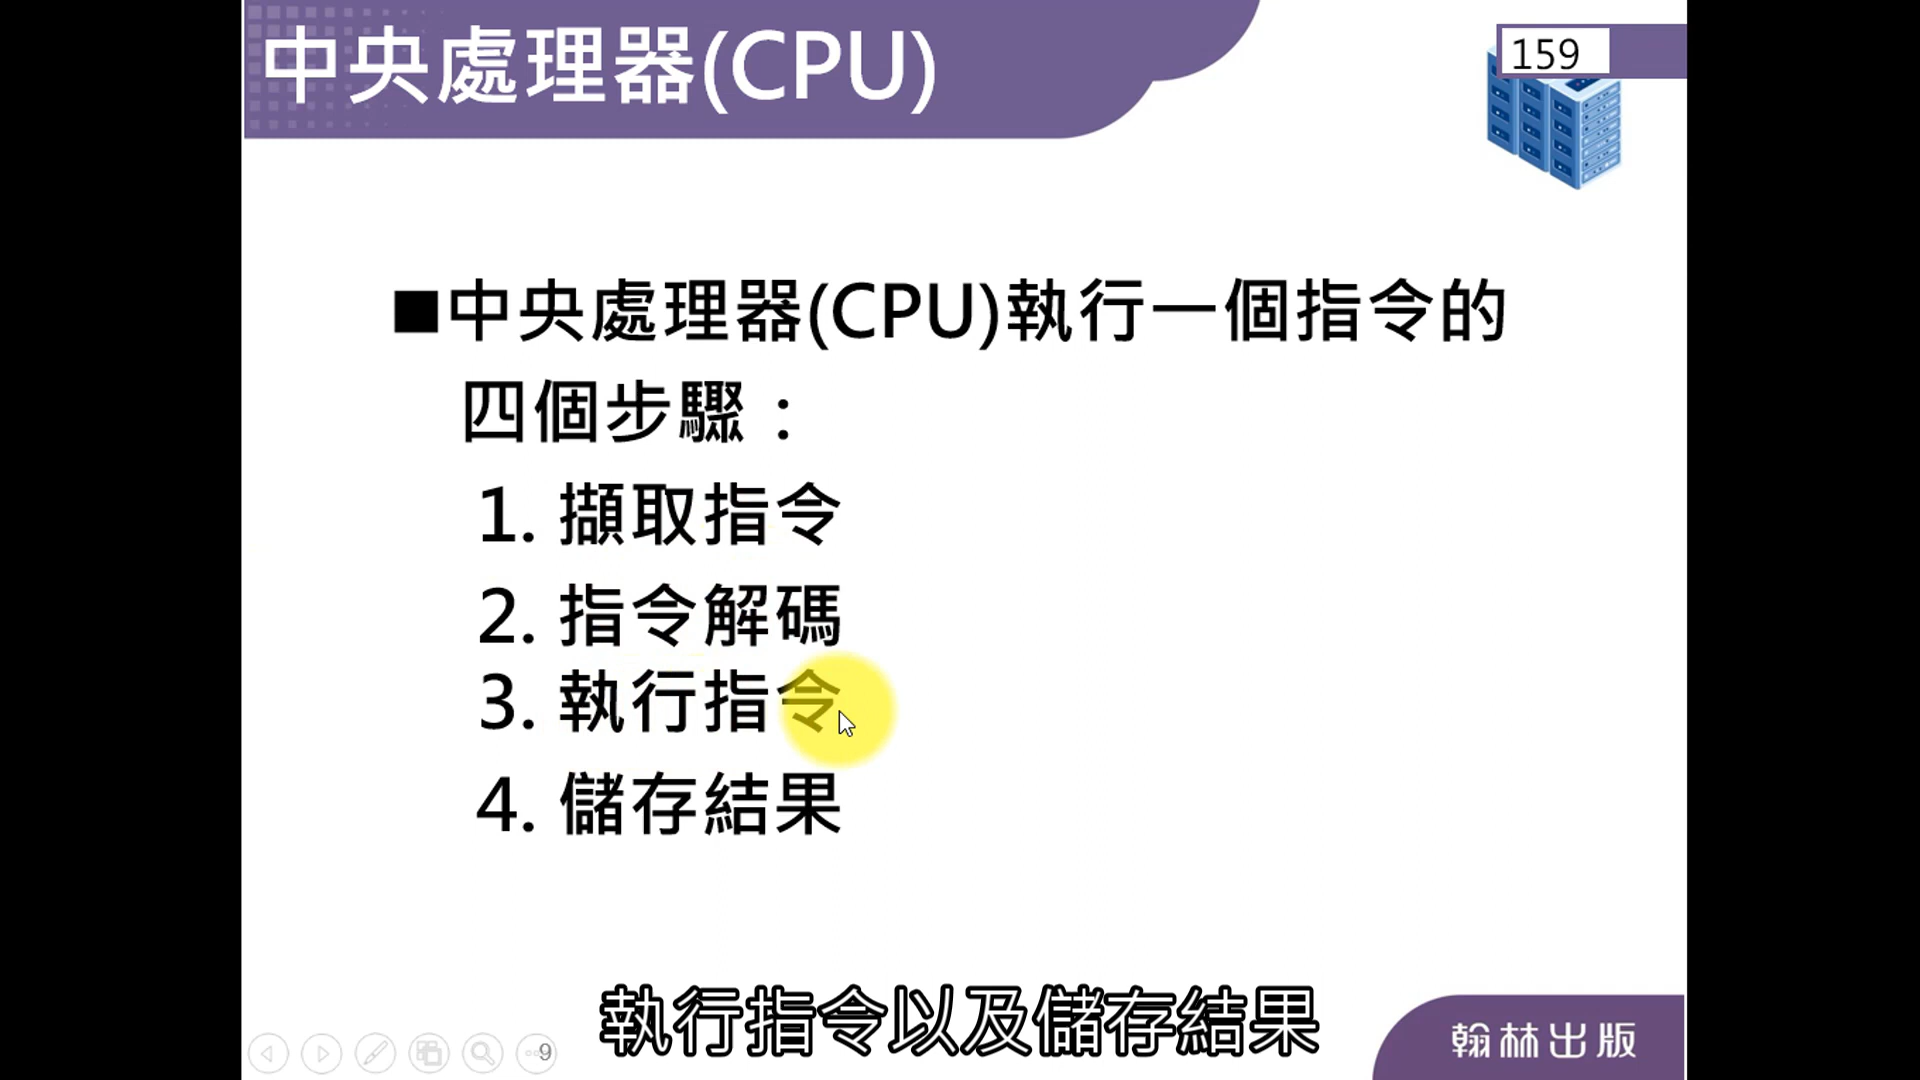 中央處理器(CPU)
159
■中央處理器(CPU)執行一個指令的
四個步驟：
1. 擷取指令
2. 指令解碼
3. 執行指令
4. 儲存結果
執行指令以及儲存結果
9
翰林出版